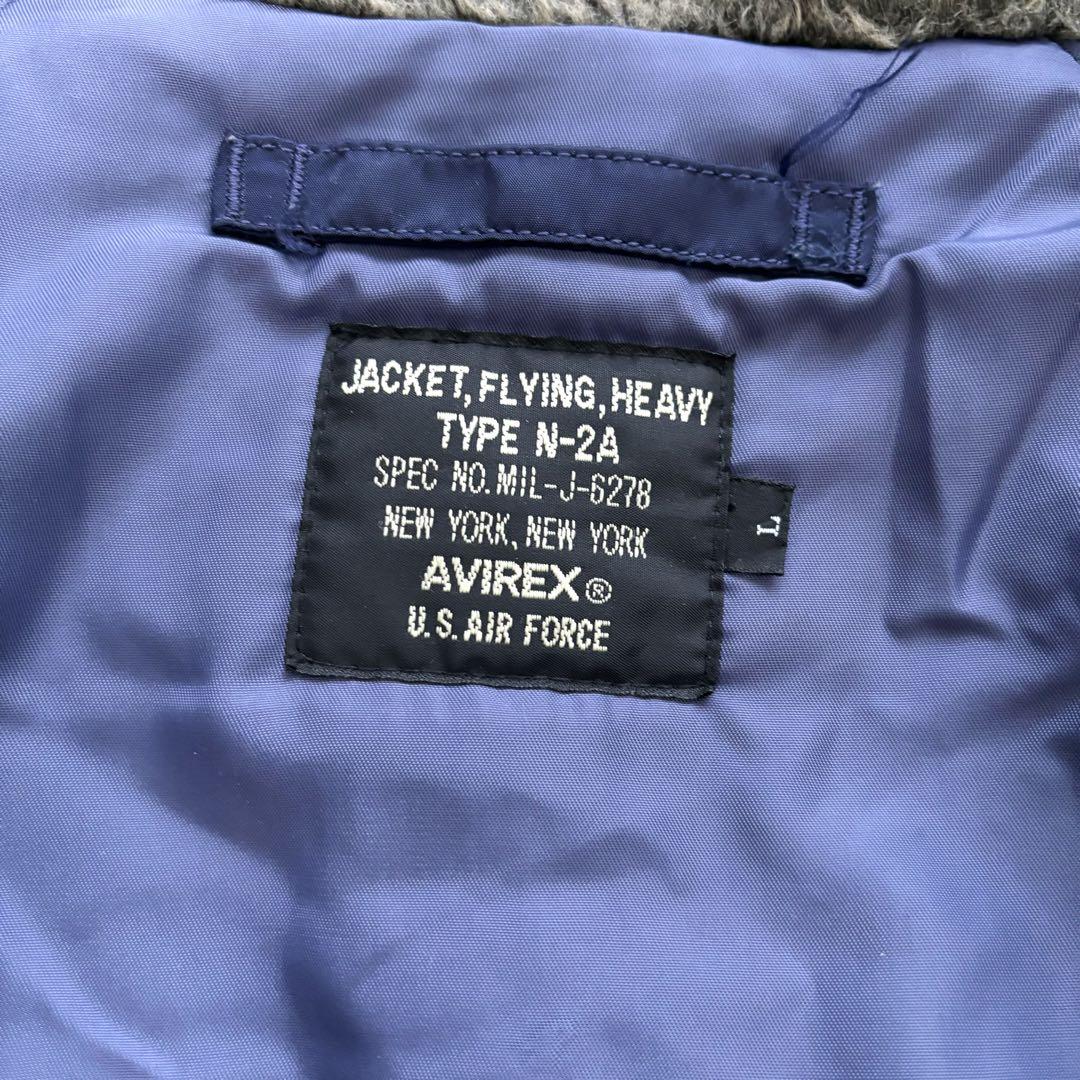 JACKET, FLYING, HEAVY
TYPE N-2A
SPEC NO. MIL-J-6278
NEW YORK, NEW YORK
AVIREX®
U.S. AIR FORCE
L